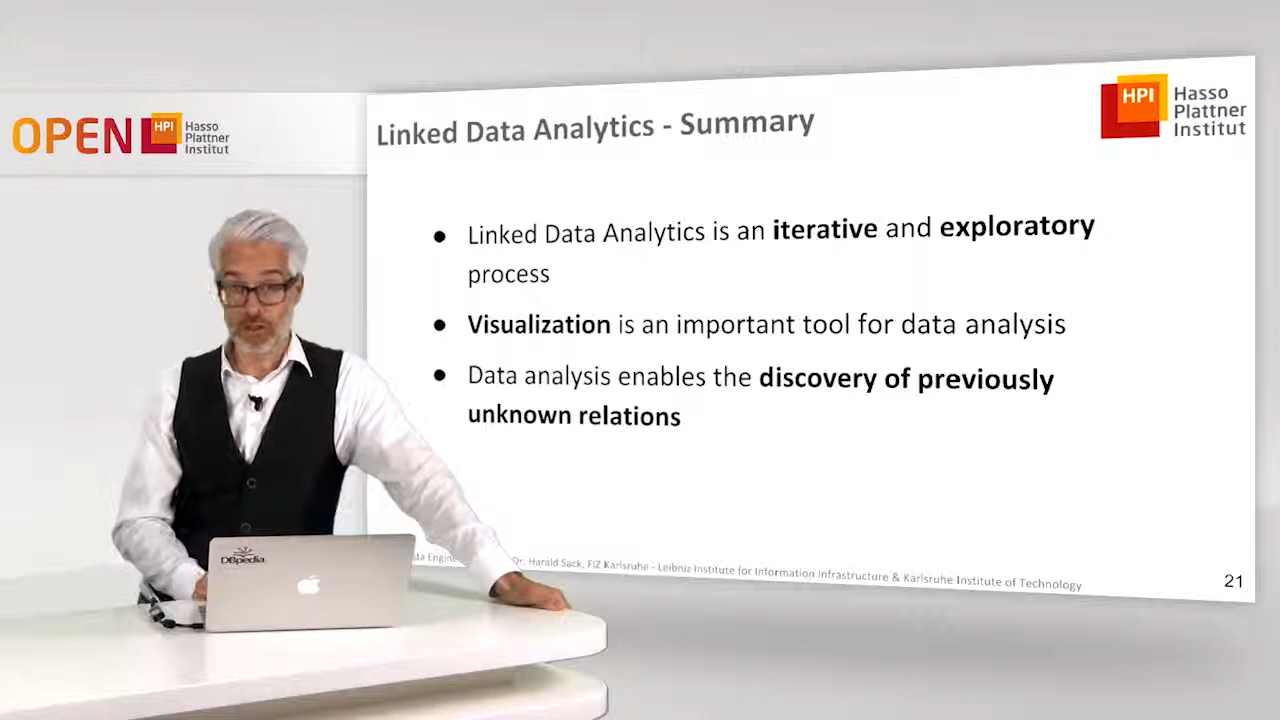 OPEN HPI Hasso
Plattner
Institut
Linked Data Analytics - Summary
HPI Hasso
Plattner
Institut
● Linked Data Analytics is an iterative and exploratory
process
● Visualization is an important tool for data analysis
● Data analysis enables the discovery of previously
unknown relations
DBpedia
Dr. Harald Sack, FIZ Karlsruhe - Leibniz Institute for Information Infrastructure & Karlsruhe Institute of Technology
21